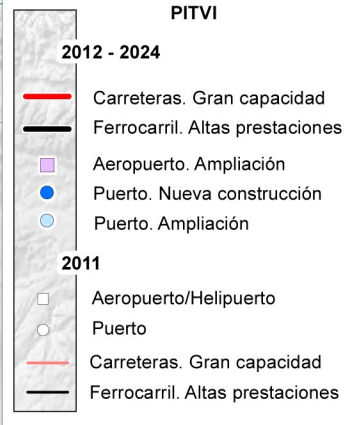 PITVI
2012 - 2024
Carreteras. Gran capacidad
Ferrocarril. Altas prestaciones
Aeropuerto. Ampliación
Puerto. Nueva construcción
Puerto. Ampliación
2011
Aeropuerto/Helipuerto
Puerto
Carreteras. Gran capacidad
Ferrocarril. Altas prestaciones